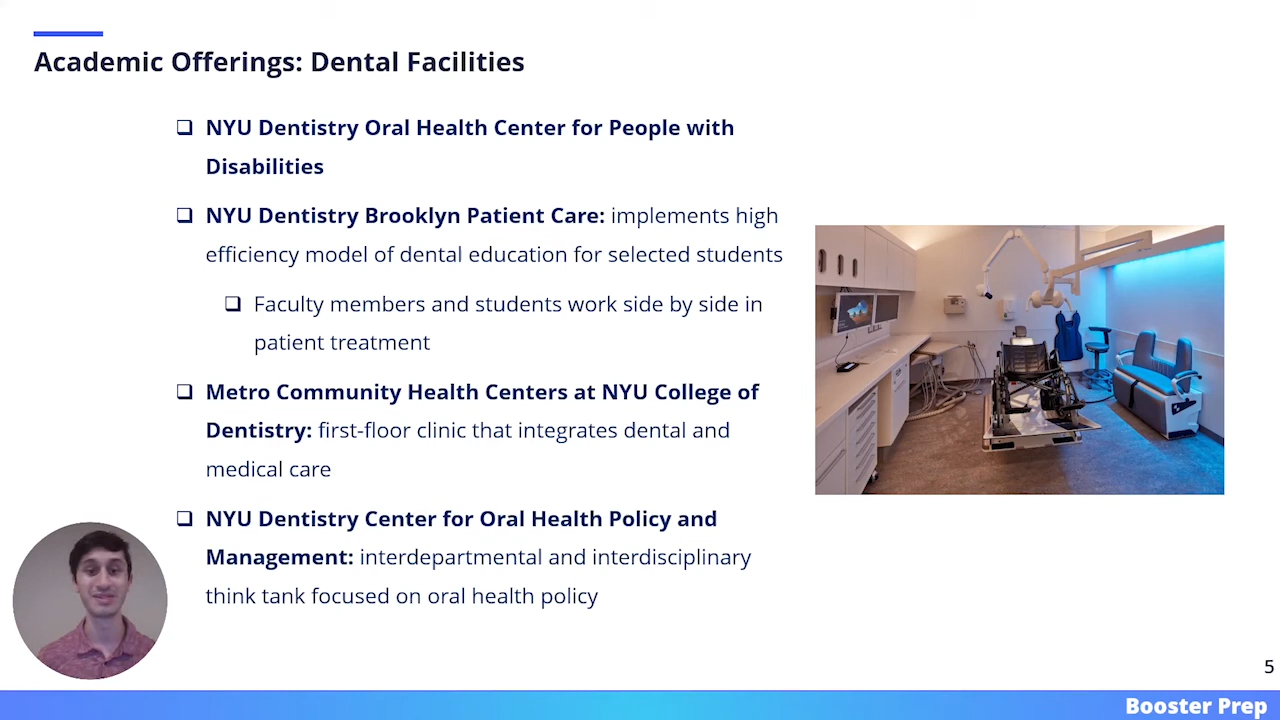 Academic Offerings: Dental Facilities
NYU Dentistry Oral Health Center for People with
Disabilities
NYU Dentistry Brooklyn Patient Care: implements high
efficiency model of dental education for selected students
Faculty members and students work side by side in
patient treatment
Metro Community Health Centers at NYU College of
Dentistry: first-floor clinic that integrates dental and
medical care
NYU Dentistry Center for Oral Health Policy and
Management: interdepartmental and interdisciplinary
think tank focused on oral health policy
5
Booster Prep